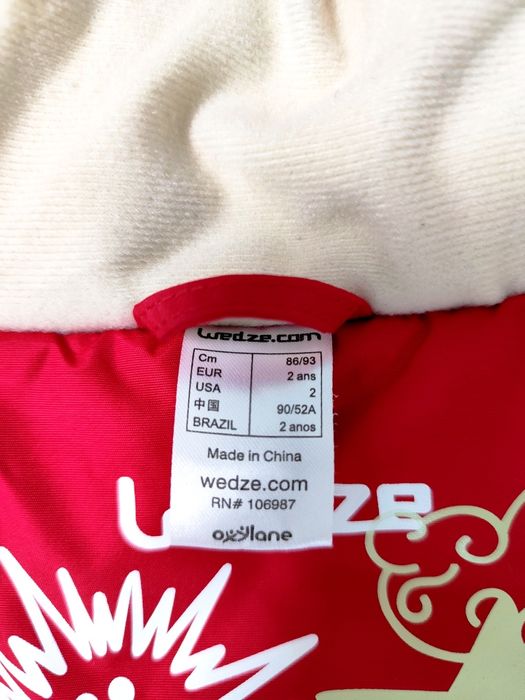 wedze.com
Cm 86/93
EUR 2 ans
USA 2
中国 90/52A
BRAZIL 2 anos
Made in China
wedze.com
RN# 106987
oxylane